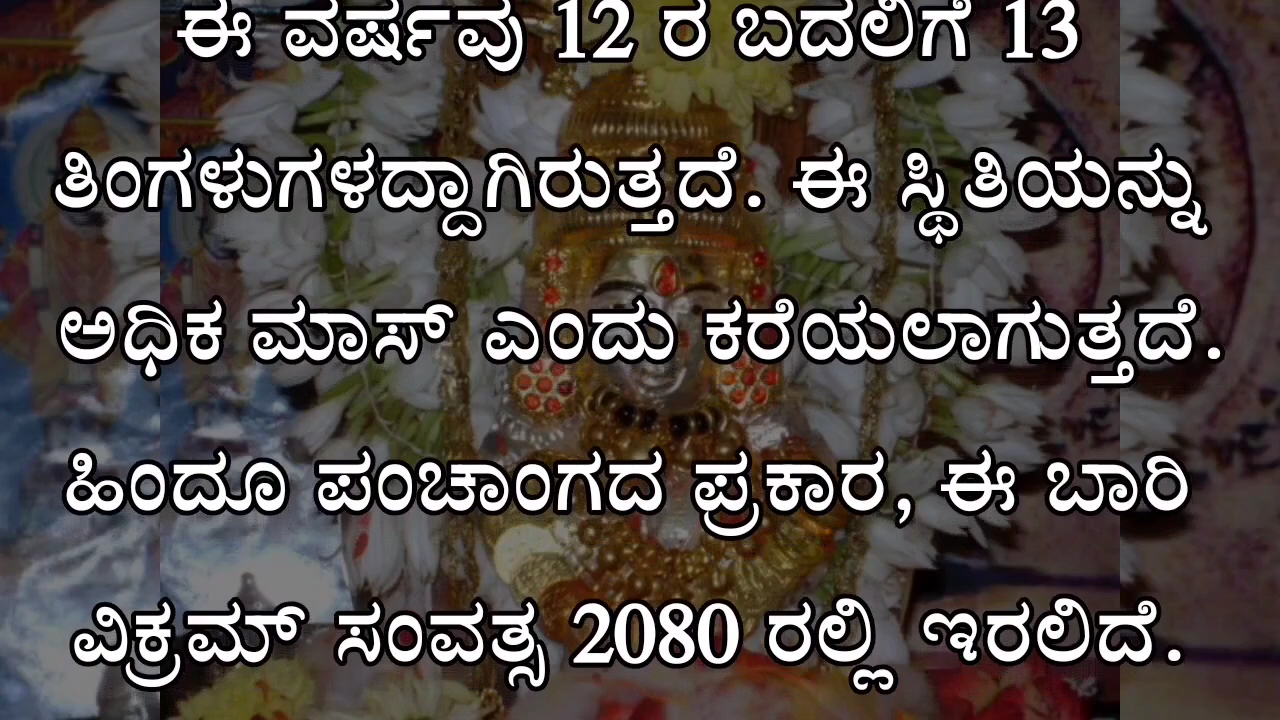 ಈ ವರ್ಷವು 12 ರ ಬದಲಿಗೆ 13
ತಿಂಗಳುಗಳದ್ದಾಗಿರುತ್ತದೆ. ಈ ಸ್ಥಿತಿಯನ್ನು
ಅಧಿಕ ಮಾಸ್ ಎಂದು ಕರೆಯಲಾಗುತ್ತದೆ.
ಹಿಂದೂ ಪಂಚಾಂಗದ ಪ್ರಕಾರ, ಈ ಬಾರಿ
ವಿಕ್ರಮ್ ಸಂವತ್ಸ 2080 ರಲ್ಲಿ ಇರಲಿದೆ.